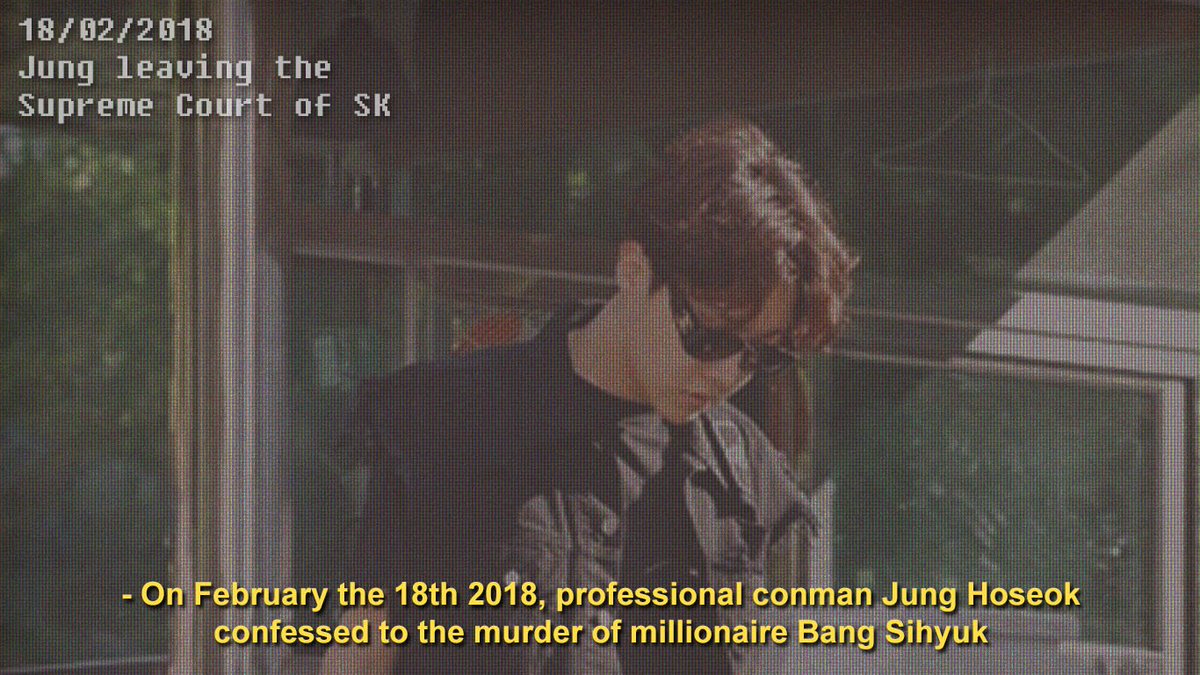 18/02/2018
Jung leaving the
Supreme Court of SK
- On February the 18th 2018, professional conman Jung Hoseok
confessed to the murder of millionaire Bang Sihyuk